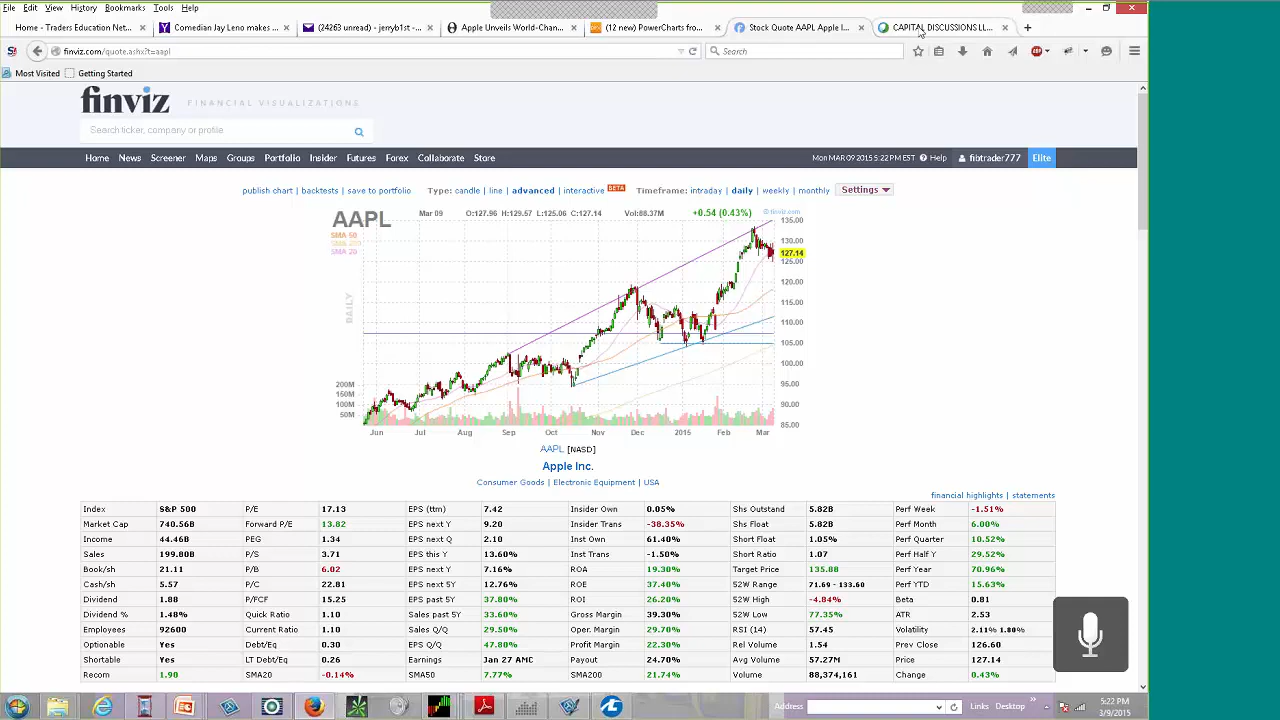 File Edit View History Bookmarks Tools Help
Home - Traders Education Net... × Comedian Jay Leno makes ... × (24263 unread) - jerryb1st -... × Apple Unveils World-Chan... × (12 new) PowerCharts from... × Stock Quote AAPL Apple I... × CAPITAL DISCUSSIONS LL... × +
finviz.com/quote.ashx?t=aapl Search
Most Visited Getting Started
finviz FINANCIAL VISUALIZATIONS
Search ticker, company or profile
Home News Screener Maps Groups Portfolio Insider Futures Forex Collaborate Store Mon MAR 09 2015 5:22 PM EST Help fibtrader777 Elite
publish chart | backtests | save to portfolio Type: candle | line | advanced | interactive BETA Timeframe: intraday | daily | weekly | monthly Settings
AAPL Mar 09 O:127.96 H:129.57 L:125.06 C:127.14 Vol:88.37M +0.54 (0.43%) © finviz.com
SMA 50
SMA 200
SMA 20
DAILY
135.00
130.00
127.14
125.00
120.00
115.00
110.00
105.00
100.00
95.00
90.00
85.00
200M
150M
100M
50M
Jun Jul Aug Sep Oct Nov Dec 2015 Feb Mar
AAPL [NASD]
Apple Inc.
Consumer Goods | Electronic Equipment | USA
financial highlights | statements
Index S&P 500 P/E 17.13 EPS (ttm) 7.42 Insider Own 0.05% Shs Outstand 5.82B Perf Week -1.51%
Market Cap 740.56B Forward P/E 13.82 EPS next Y 9.20 Insider Trans -38.35% Shs Float 5.82B Perf Month 6.00%
Income 44.46B PEG 1.34 EPS next Q 2.10 Inst Own 61.40% Short Float 1.05% Perf Quarter 10.52%
Sales 199.80B P/S 3.71 EPS this Y 13.60% Inst Trans -1.50% Short Ratio 1.07 Perf Half Y 29.52%
Book/sh 21.11 P/B 6.02 EPS next Y 7.16% ROA 19.30% Target Price 135.88 Perf Year 70.96%
Cash/sh 5.57 P/C 22.81 EPS next 5Y 12.76% ROE 37.40% 52W Range 71.69 - 133.60 Perf YTD 15.63%
Dividend 1.88 P/FCF 15.25 EPS past 5Y 37.80% ROI 26.20% 52W High -4.84% Beta 0.81
Dividend % 1.48% Quick Ratio 1.10 Sales past 5Y 33.60% Gross Margin 39.30% 52W Low 77.35% ATR 2.53
Employees 92600 Current Ratio 1.10 Sales Q/Q 29.50% Oper. Margin 29.70% RSI (14) 57.45 Volatility 2.11% 1.80%
Optionable Yes Debt/Eq 0.30 EPS Q/Q 47.80% Profit Margin 22.30% Rel Volume 1.54 Prev Close 126.60
Shortable Yes LT Debt/Eq 0.26 Earnings Jan 27 AMC Payout 24.70% Avg Volume 57.27M Price 127.14
Recom 1.90 SMA20 -0.14% SMA50 7.77% SMA200 21.74% Volume 88,374,161 Change 0.43%
Address Links Desktop » 5:22 PM
3/9/2015